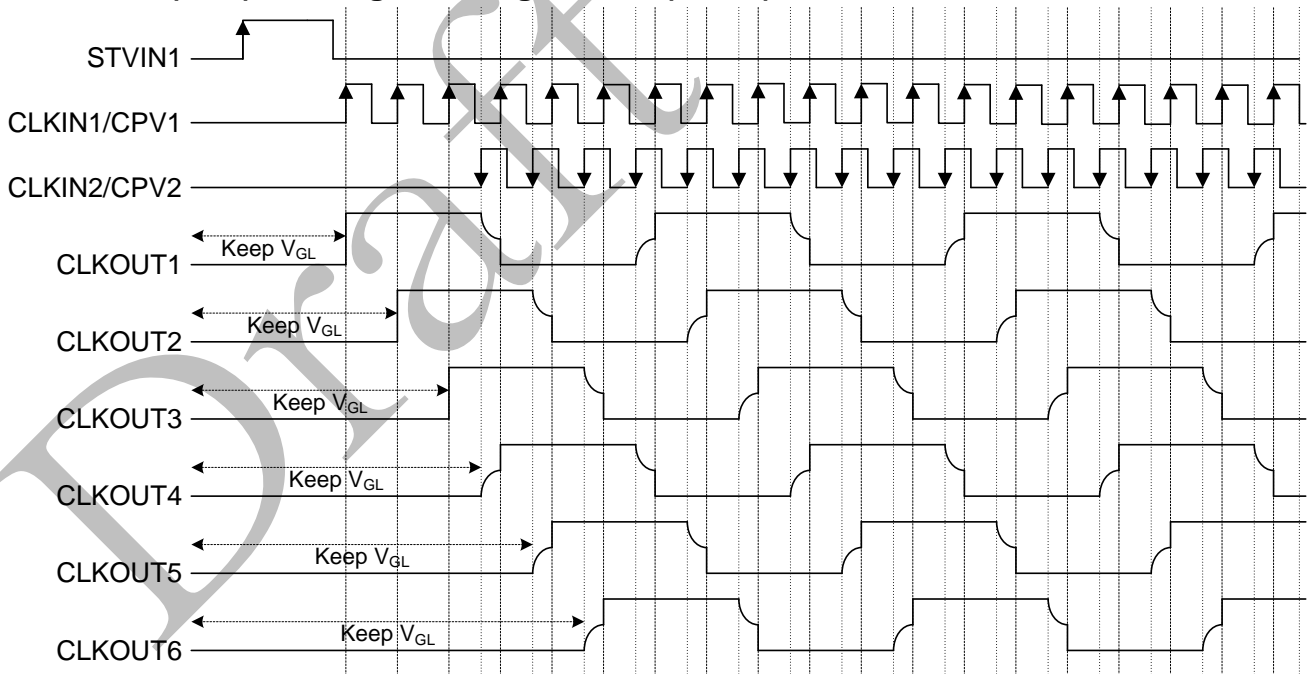 STVIN1
CLKIN1/CPV1
CLKIN2/CPV2
Keep VGL
CLKOUT1
Keep VGL
CLKOUT2
Keep VGL
CLKOUT3
Keep VGL
CLKOUT4
Keep VGL
CLKOUT5
Keep VGL
CLKOUT6
Draft